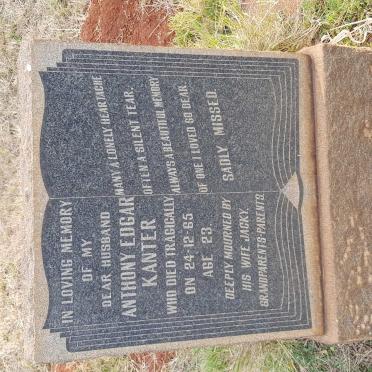 IN LOVING MEMORY
OF MY
DEAR HUSBAND
ANTHONY EDGAR
KANTER
WHO DIED TRAGICALLY
ON 24·12·65
AGE 23.
DEEPLY MOURNED BY
HIS WIFE JACKY,
GRANDPARENTS·PARENTS.
MANY A LONELY HEARTACHE
OFTEN A SILENT TEAR.
ALWAYS A BEAUTIFUL MEMORY
OF ONE I LOVED SO DEAR.
SADLY MISSED.